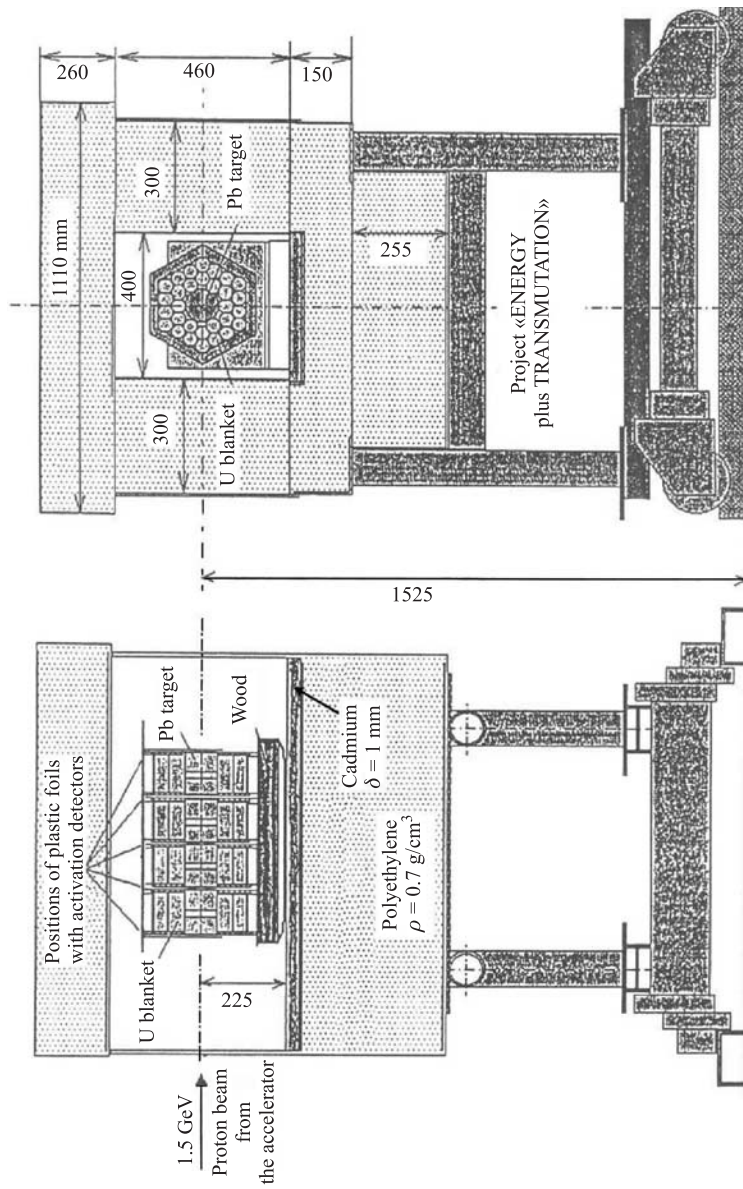 Positions of plastic foils
with activation detectors
U blanket
Pb target
Wood
1.5 GeV
Proton beam
from
the accelerator
225
Cadmium
δ = 1 mm
Polyethylene
ρ = 0.7 g/cm³
1525
1110 mm
260
460
150
300
400
300
U blanket
Pb target
255
Project «ENERGY
plus TRANSMUTATION»